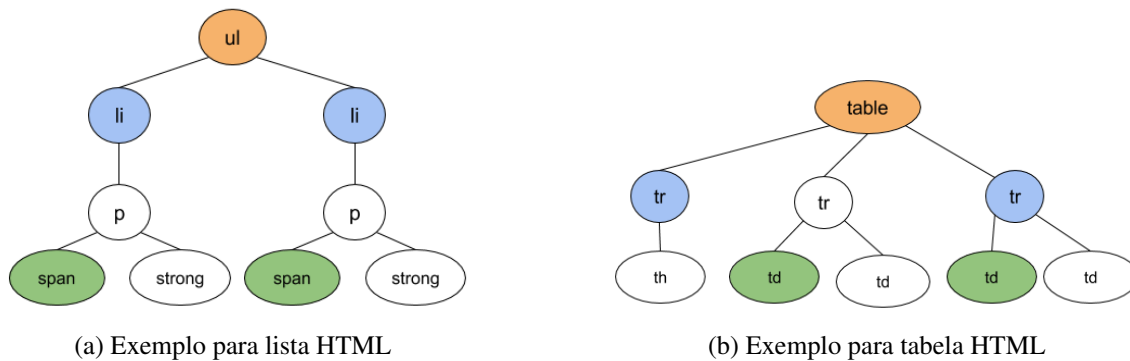 ul
li
li
p
p
span
strong
span
strong
(a) Exemplo para lista HTML
table
tr
tr
tr
th
td
td
td
td
(b) Exemplo para tabela HTML